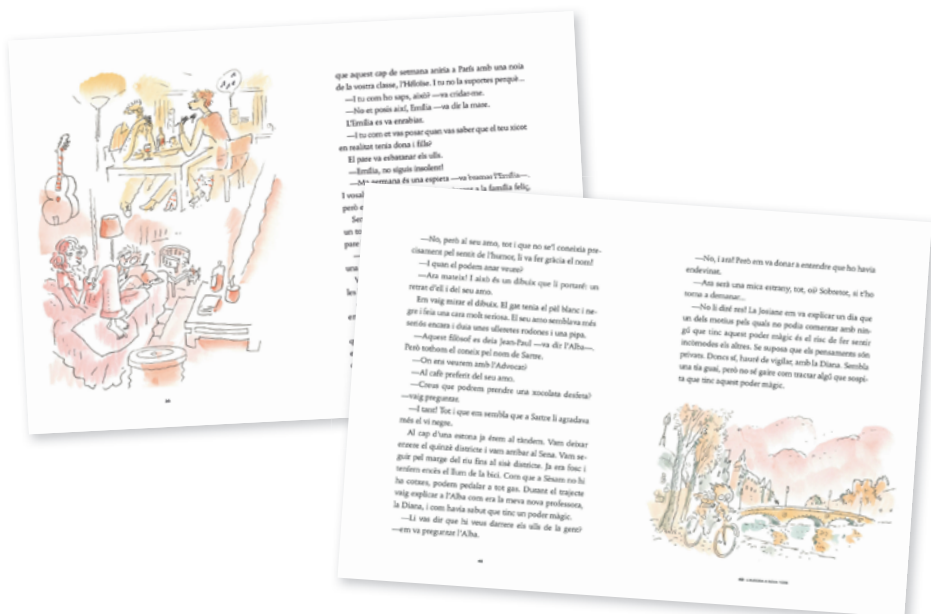 que aquest cap de setmana aniria a París amb una noia
de la vostra classe, l'Héloïse. I tu no la suportes perquè...
—I tu com ho saps, això? —va cridar-me.
—No et posis així, Emília —va dir la mare.
L'Emília es va enrabiar.
—I tu com et vas posar quan vas saber que el teu xicot
en realitat tenia dona i fills?
El pare va esbatanar els ulls.
—Emília, no siguis insolent!
germana és una espieta —va
a la família feliç,
però
un
pare
una
les
—No, però al seu amo, tot i que no se'l coneixia pre-
cisament pel sentit de l'humor, li va fer gràcia el nom!
—I quan el podem anar veure?
—Ara mateix! I això és un dibuix que li portaré: un
retrat d'ell i del seu amo.
Em vaig mirar el dibuix. El gat tenia el pèl blanc i ne-
gre i feia una cara molt seriosa. El seu amo semblava més
seriós encara i duia unes ulleretes rodones i una pipa.
—Aquest filòsof es deia Jean-Paul —va dir l'Alba—.
Però tothom el coneix pel nom de Sartre.
—On era veurem amb l'Advocat?
—Al cafè preferit del seu amo.
—Creus que podrem prendre una xocolata desfeta?
—vaig preguntar.
—I tant! Tot i que em sembla que a Sartre li agradava
més el vi negre.
Al cap d'una estona ja érem al tàndem. Vam deixar
enrere el quinzè districte i vam arribar al Sena. Vam se-
guir pel marge del riu fins al sisè districte. Ja era fosc i
teníem encès el llum de la bici. Com que a Sèsam no hi
ha cotxes, podem pedalar a tot gas. Durant el trajecte
vaig explicar a l'Alba com era la meva nova professora,
la Diana, i com havia sabut que tinc un poder màgic.
—Li vas dir que hi veus darrere els ulls de la gent?
—em va preguntar l'Alba.
—No, i ara! Però em va donar a entendre que ho havia
endevinat.
—Ara serà una mica estrany, tot, oi? Sobretot, si t'ho
torna a demanar...
—No li diré res! La Josiane em va explicar un dia que
un dels motius pels quals no podia comentar amb nin-
gú que tinc aquest poder màgic és el risc de fer sentir
incòmodes els altres. Se suposa que els pensaments són
privats. Doncs sí, hauré de vigilar, amb la Diana. Sembla
una tia guai, però no sé gaire com tractar algú que sospi-
ta que tinc aquest poder màgic.